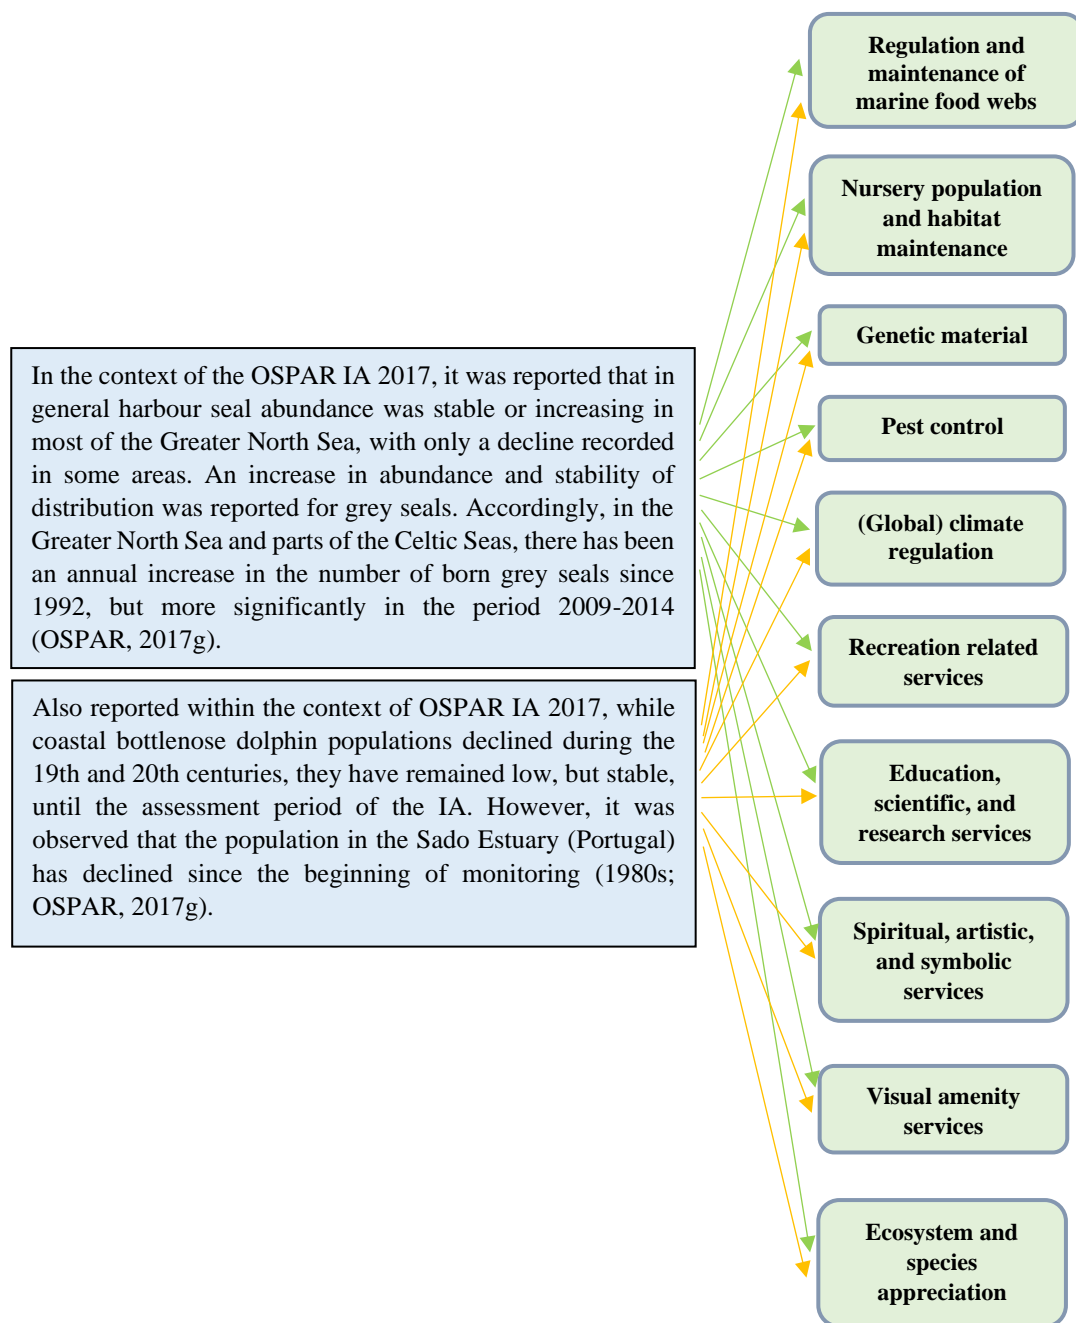 Regulation and
maintenance of
marine food webs
Nursery population
and habitat
maintenance
Genetic material
Pest control
(Global) climate
regulation
Recreation related
services
Education,
scientific, and
research services
Spiritual, artistic,
and symbolic
services
Visual amenity
services
Ecosystem and
species
appreciation
In the context of the OSPAR IA 2017, it was reported that in
general harbour seal abundance was stable or increasing in
most of the Greater North Sea, with only a decline recorded
in some areas. An increase in abundance and stability of
distribution was reported for grey seals. Accordingly, in the
Greater North Sea and parts of the Celtic Seas, there has been
an annual increase in the number of born grey seals since
1992, but more significantly in the period 2009-2014
(OSPAR, 2017g).
Also reported within the context of OSPAR IA 2017, while
coastal bottlenose dolphin populations declined during the
19th and 20th centuries, they have remained low, but stable,
until the assessment period of the IA. However, it was
observed that the population in the Sado Estuary (Portugal)
has declined since the beginning of monitoring (1980s;
OSPAR, 2017g).